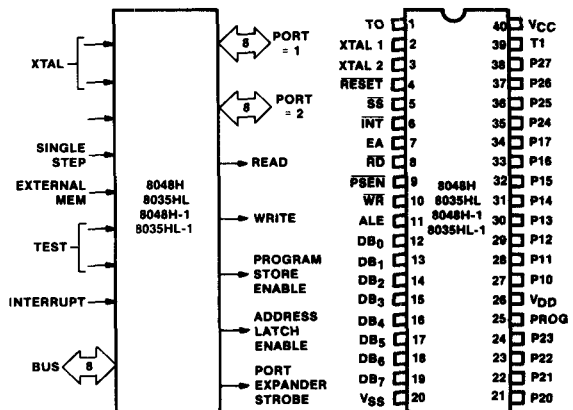 XTAL
SINGLE
STEP
EXTERNAL
MEM
TEST
INTERRUPT
BUS
8
8048H
8035HL
8048H-1
8035HL-1
8
PORT
= 1
8
PORT
= 2
READ
WRITE
PROGRAM
STORE
ENABLE
ADDRESS
LATCH
ENABLE
PORT
EXPANDER
STROBE
TO 1 40 VCC
XTAL 1 2 39 T1
XTAL 2 3 38 P27
RESET 4 37 P26
SS 5 36 P25
INT 6 35 P24
EA 7 34 P17
RD 8 33 P16
PSEN 9 32 P15
WR 10 31 P14
ALE 11 30 P13
DB0 12 29 P12
DB1 13 28 P11
DB2 14 27 P10
DB3 15 26 VDD
DB4 16 25 PROG
DB5 17 24 P23
DB6 18 23 P22
DB7 19 22 P21
VSS 20 21 P20
8048H
8035HL
8048H-1
8035HL-1